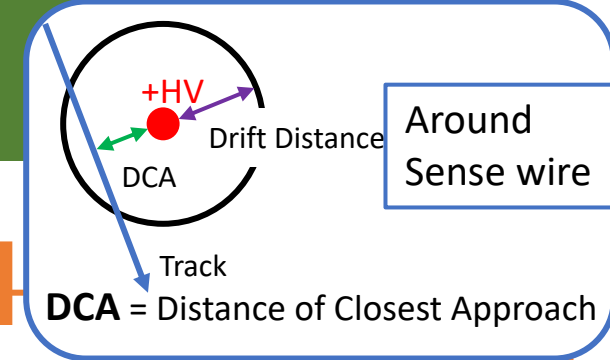 +HV
Drift Distance
Around
Sense wire
DCA
Track
DCA = Distance of Closest Approach